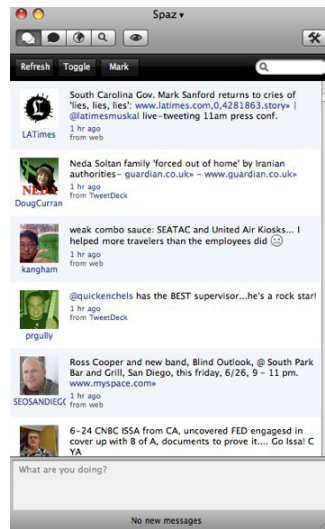 Spaz ▾
Refresh Toggle Mark
South Carolina Gov. Mark Sanford returns to cries of
'lies, lies, lies': www.latimes.com,0,4281863.story» |
@latimesmuskal live-tweeting 11am press conf.
1 hr ago
from web
LATimes
Neda Soltan family 'forced out of home' by Iranian
authorities- guardian.co.uk» - www.guardian.co.uk»
1 hr ago
from TweetDeck
NEDA
DougCurran
weak combo sauce: SEATAC and United Air Kiosks... I
helped more travelers than the employees did ☹
1 hr ago
from web
kangham
@quickenchels has the BEST supervisor...he's a rock star!
1 hr ago
from TweetDeck
prgully
Ross Cooper and new band, Blind Outlook, @ South Park
Bar and Grill, San Diego, this friday, 6/26, 9 - 11 pm.
www.myspace.com»
1 hr ago
from web
SEOSANDIEGO
6-24 CNBC ISSA from CA, uncovered FED engagesd in
cover up with B of A, documents to prove it.... Go Issa! C
YA
What are you doing?
No new messages